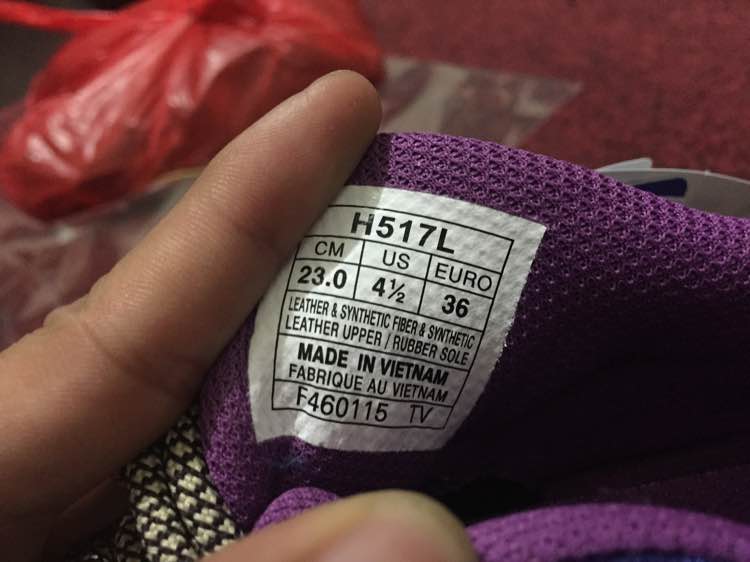 H517L
CM US EURO
23.0 4½ 36
LEATHER & SYNTHETIC FIBER & SYNTHETIC
LEATHER UPPER / RUBBER SOLE
MADE IN VIETNAM
FABRIQUE AU VIETNAM
F460115 TV